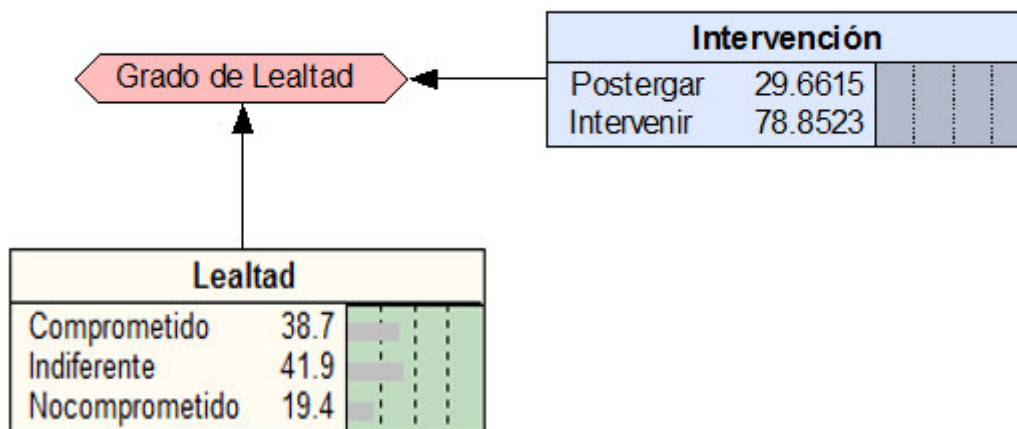 Grado de Lealtad
Intervención
Postergar 29.6615
Intervenir 78.8523
Lealtad
Comprometido 38.7
Indiferente 41.9
Nocomprometido 19.4